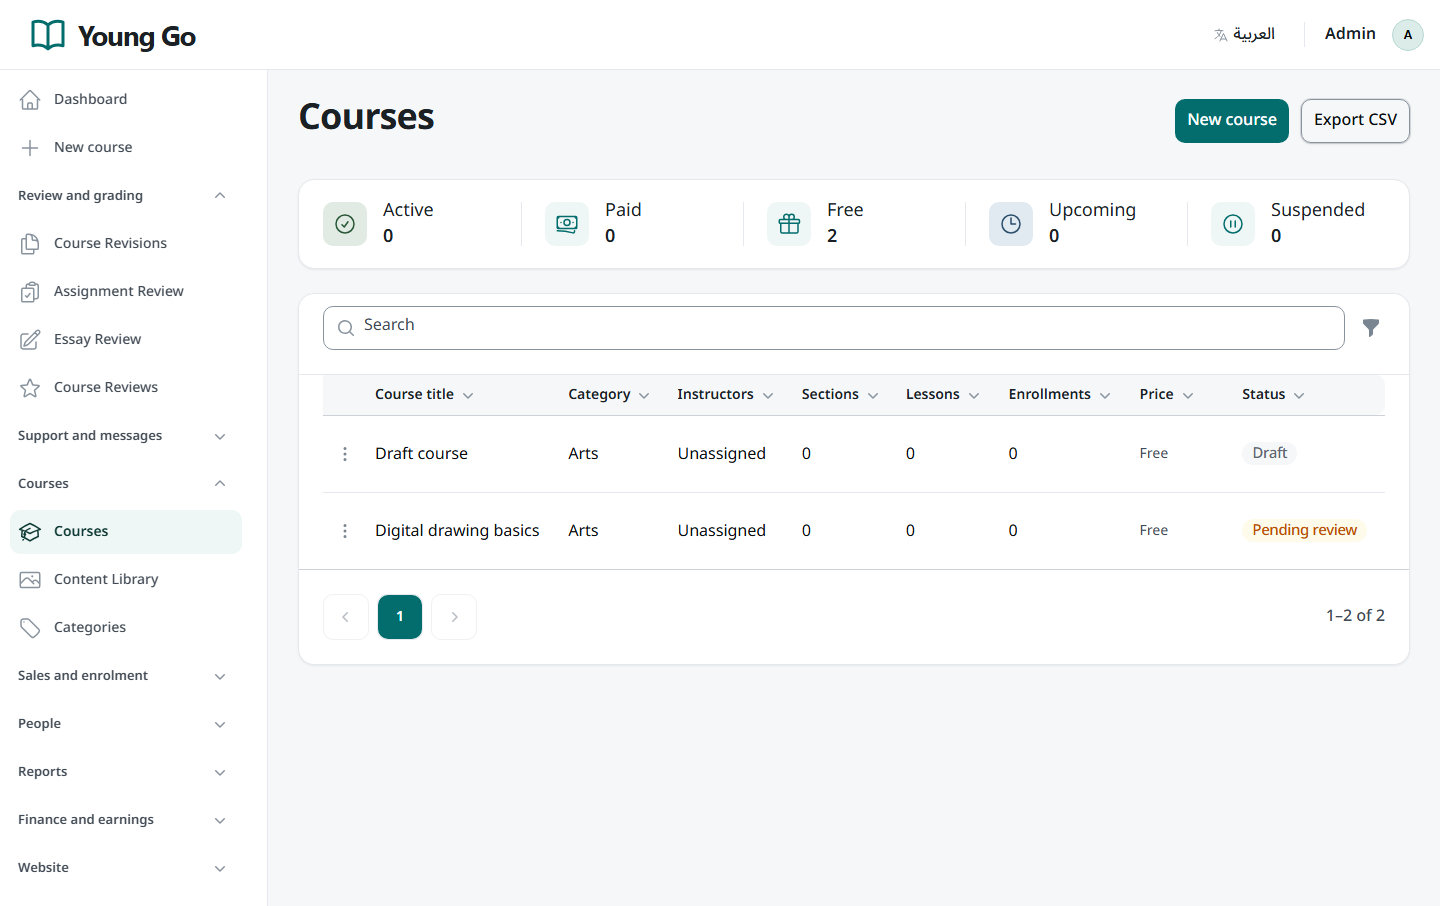 Young Go
العربية
Admin
A
Dashboard
New course
Review and grading
Course Revisions
Assignment Review
Essay Review
Course Reviews
Support and messages
Courses
Courses
Content Library
Categories
Sales and enrolment
People
Reports
Finance and earnings
Website
Courses
New course
Export CSV
Active
0
Paid
0
Free
2
Upcoming
0
Suspended
0
Search
Course title Category Instructors Sections Lessons Enrollments Price Status
Draft course Arts Unassigned 0 0 0 Free Draft
Digital drawing basics Arts Unassigned 0 0 0 Free Pending review
1
1–2 of 2